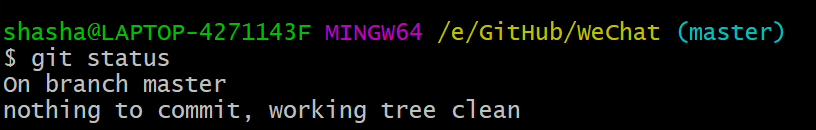 shasha@LAPTOP-4271143F MINGW64 /e/GitHub/WeChat (master)
$ git status
On branch master
nothing to commit, working tree clean